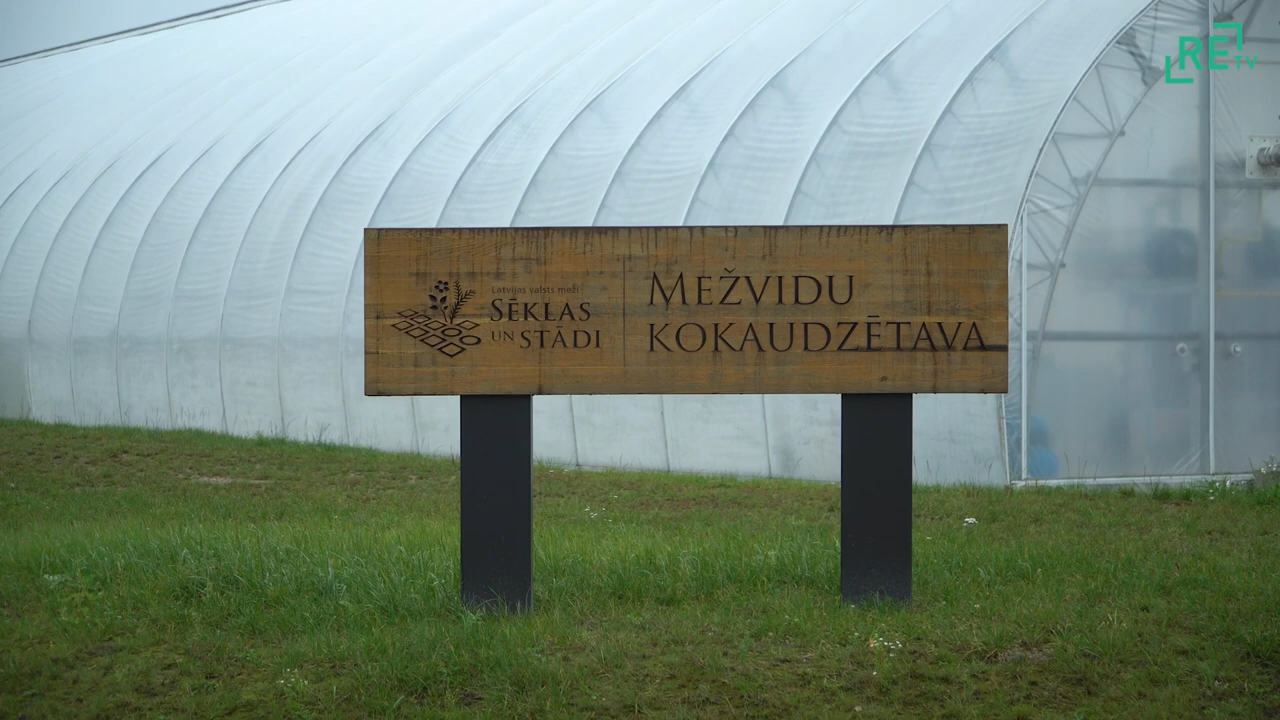 RE TV
Latvijas valsts meži
SĒKLAS
UN STĀDI
MEŽVIDU
KOKAUDZĒTAVA